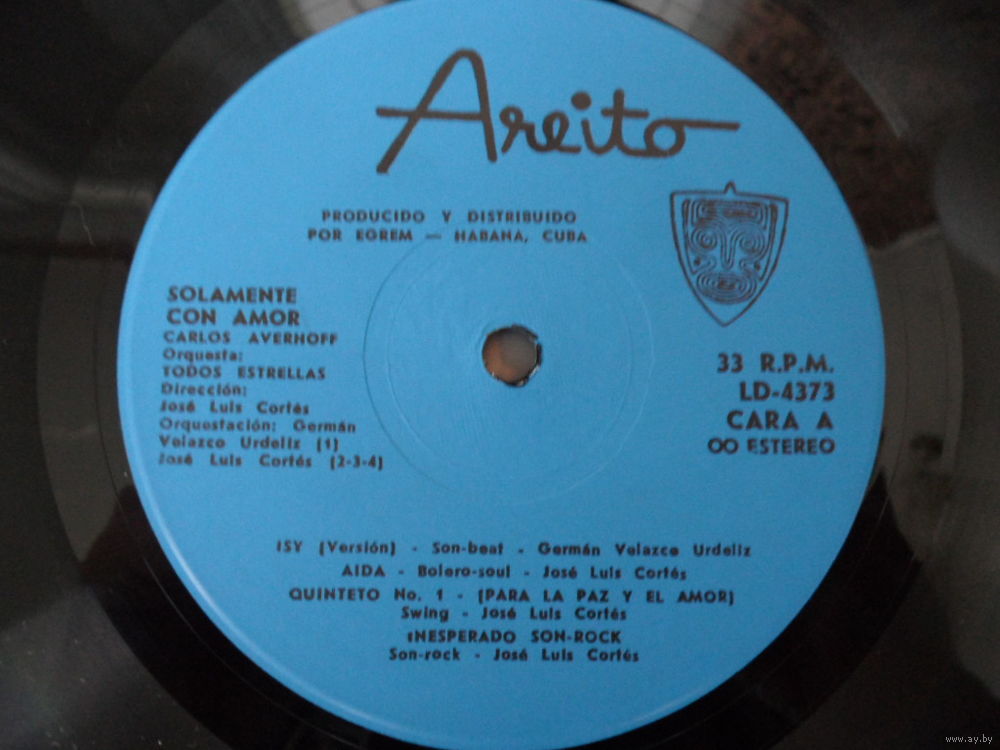 Areito
PRODUCIDO Y DISTRIBUIDO
POR EGREM — HABANA, CUBA
SOLAMENTE
CON AMOR
CARLOS AVERHOFF
Orquesta:
TODOS ESTRELLAS
Dirección:
José Luis Cortés
Orquestación: Germán
Velazco Urdeliz (1)
José Luis Cortés (2-3-4)
33 R.P.M.
LD-4373
CARA A
OO ESTEREO
ISY (Versión) - Son-beat - Germán Velazco Urdeliz
AIDA - Bolero-soul - José Luis Cortés
QUINTETO No. 1 - (PARA LA PAZ Y EL AMOR)
Swing - José Luis Cortés
INESPERADO SON-ROCK
Son-rock - José Luis Cortés
www.ay.by